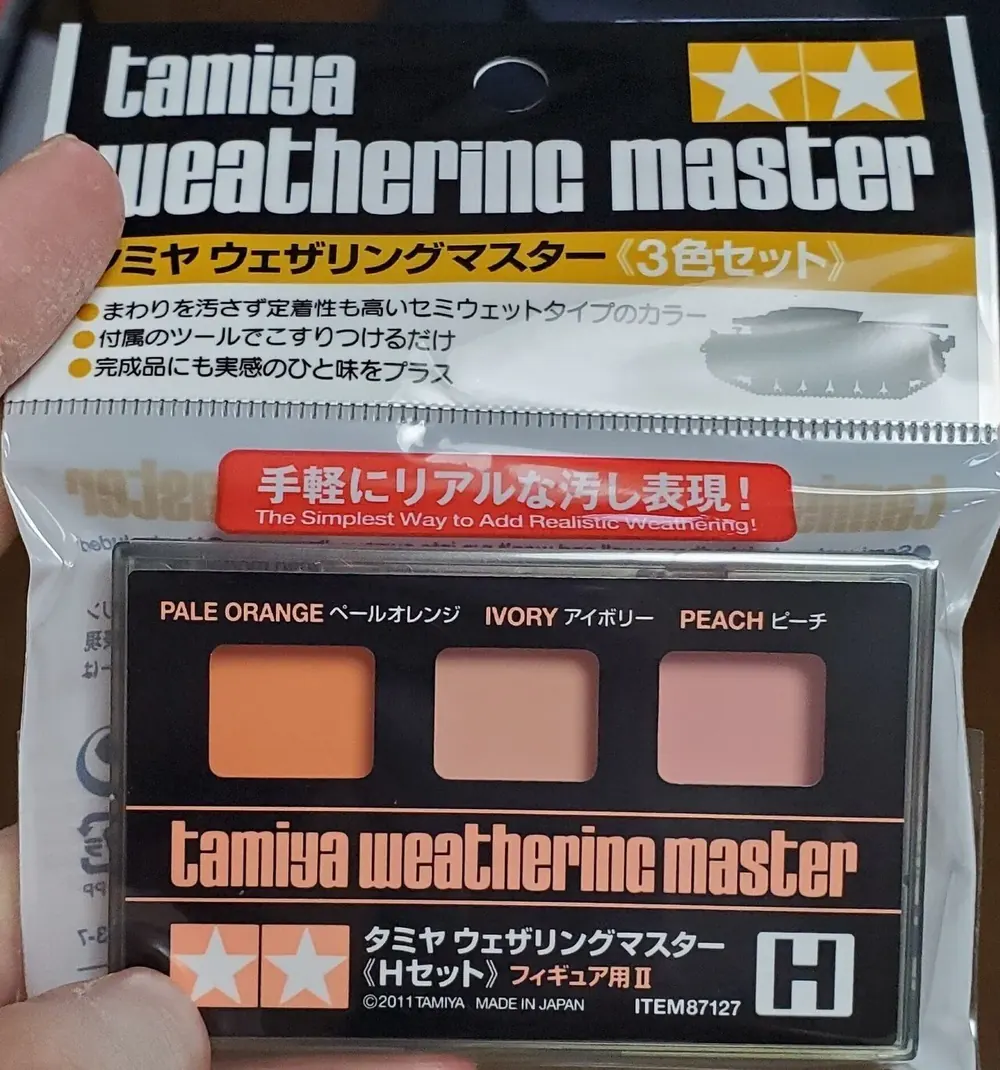 tamiya
weathering master
タミヤ ウェザリングマスター《3色セット》
まわりを汚さず定着性も高いセミウェットタイプのカラー
付属のツールでこすりつけるだけ
完成品にも実感のひと味をプラス
手軽にリアルな汚し表現!
The Simplest Way to Add Realistic Weathering!
PALE ORANGE ペールオレンジ IVORY アイボリー PEACH ピーチ
tamiya weathering master
タミヤ ウェザリングマスター
《Hセット》フィギュア用Ⅱ
©2011 TAMIYA MADE IN JAPAN ITEM 87127
H